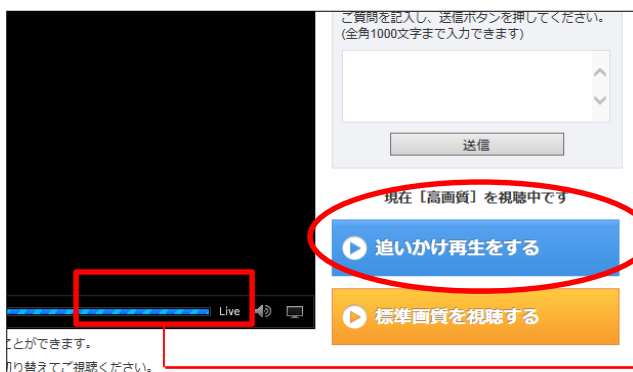 ご質問を記入し、送信ボタンを押してください。
(全角1000文字まで入力できます)
送信
現在［高画質］を視聴中です
追いかけ再生をする
Live
標準画質を視聴する
ことができます。
切り替えてご視聴ください。